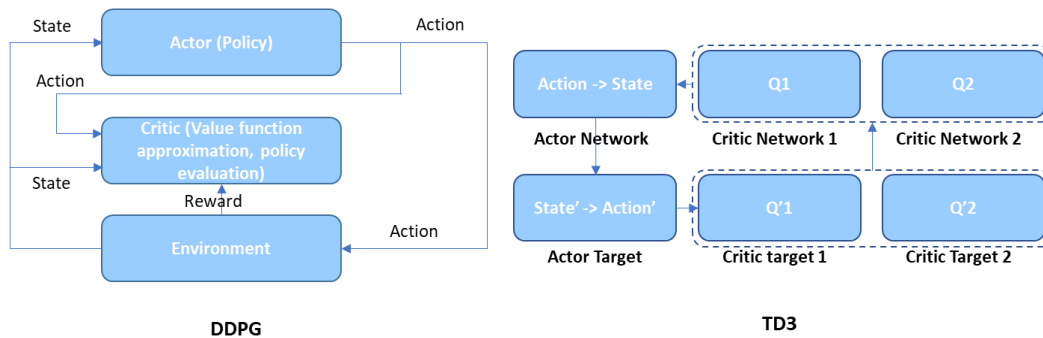 State
Actor (Policy)
Action
Action
Critic (Value function
approximation, policy
evaluation)
State
Reward
Environment
Action
DDPG
Action -> State
Actor Network
Q1
Critic Network 1
Q2
Critic Network 2
State’ -> Action’
Actor Target
Q’1
Critic target 1
Q’2
Critic Target 2
TD3